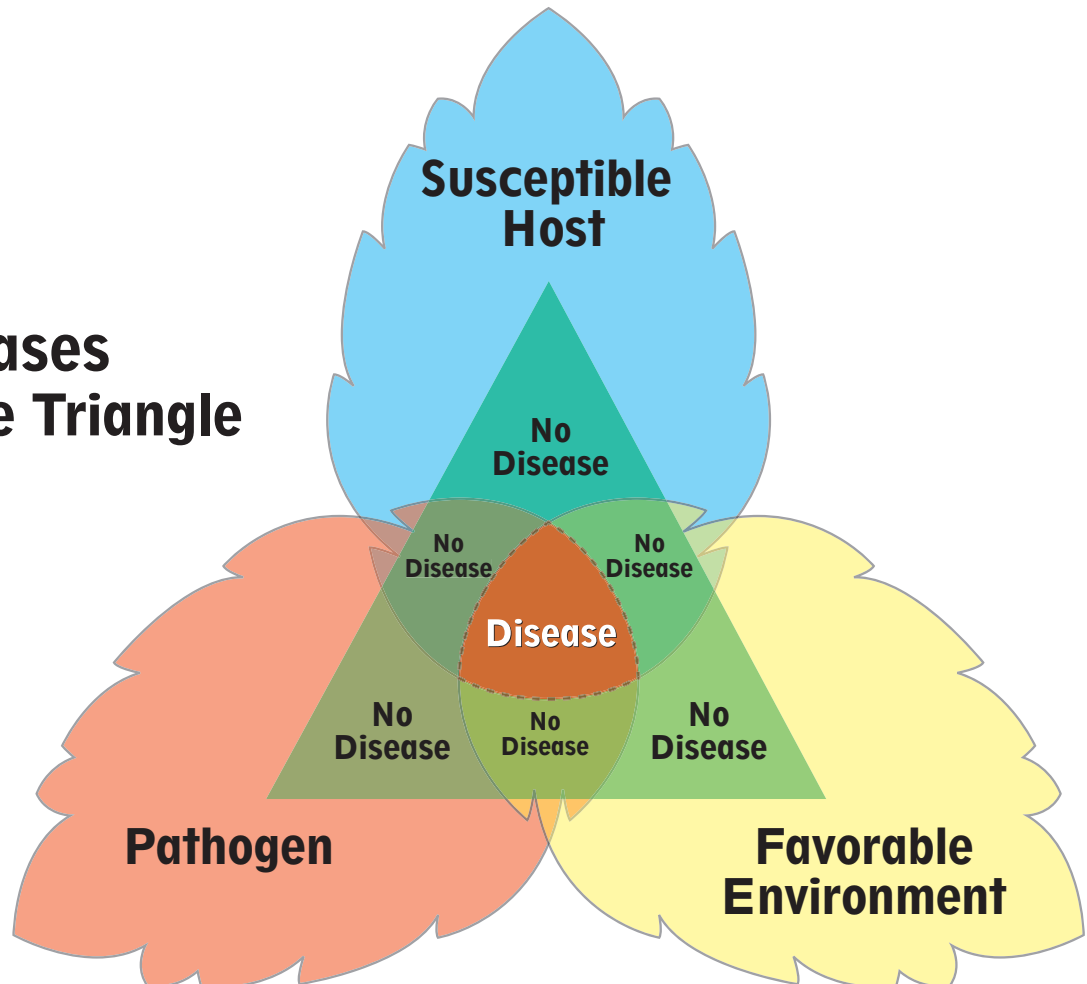 Susceptible
Host
ases
e Triangle
No
Disease
No
Disease
No
Disease
Disease
No
Disease
No
Disease
No
Disease
Pathogen
Favorable
Environment